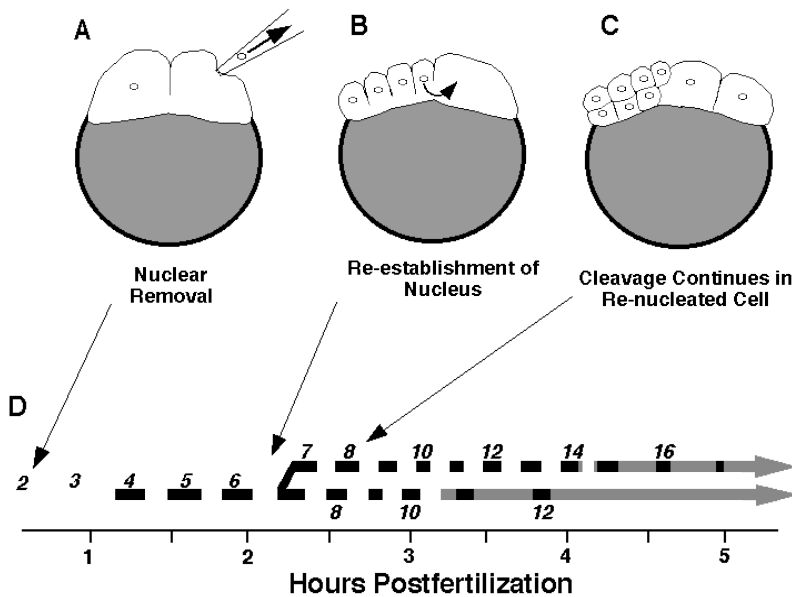 A B C
Nuclear
Removal
Re-establishment of
Nucleus
Cleavage Continues in
Re-nucleated Cell
D
7 8 10 12 14 16
2 3 4 5 6
8 10 12
1 2 3 4 5
Hours Postfertilization